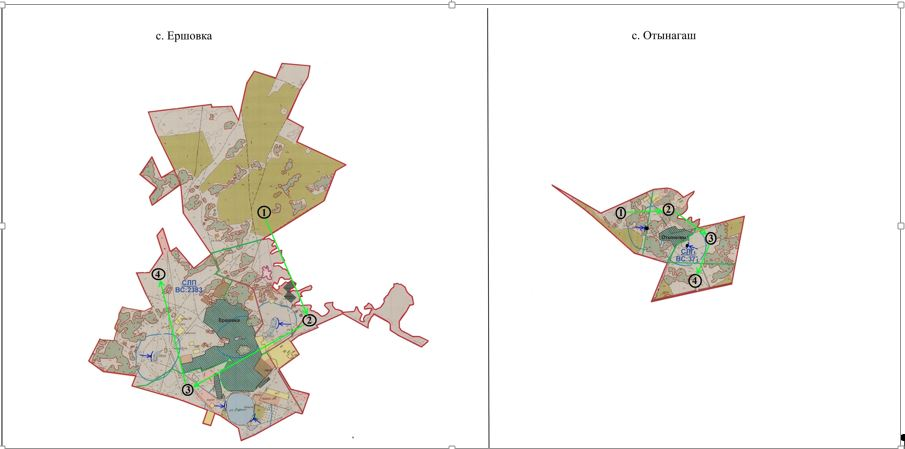 с. Ершовка
с. Отынагаш
1
2
3
4
СЛП
ВС:2383
Ершовка
1
2
3
4
Отынагаш
СЛП
ВС:371